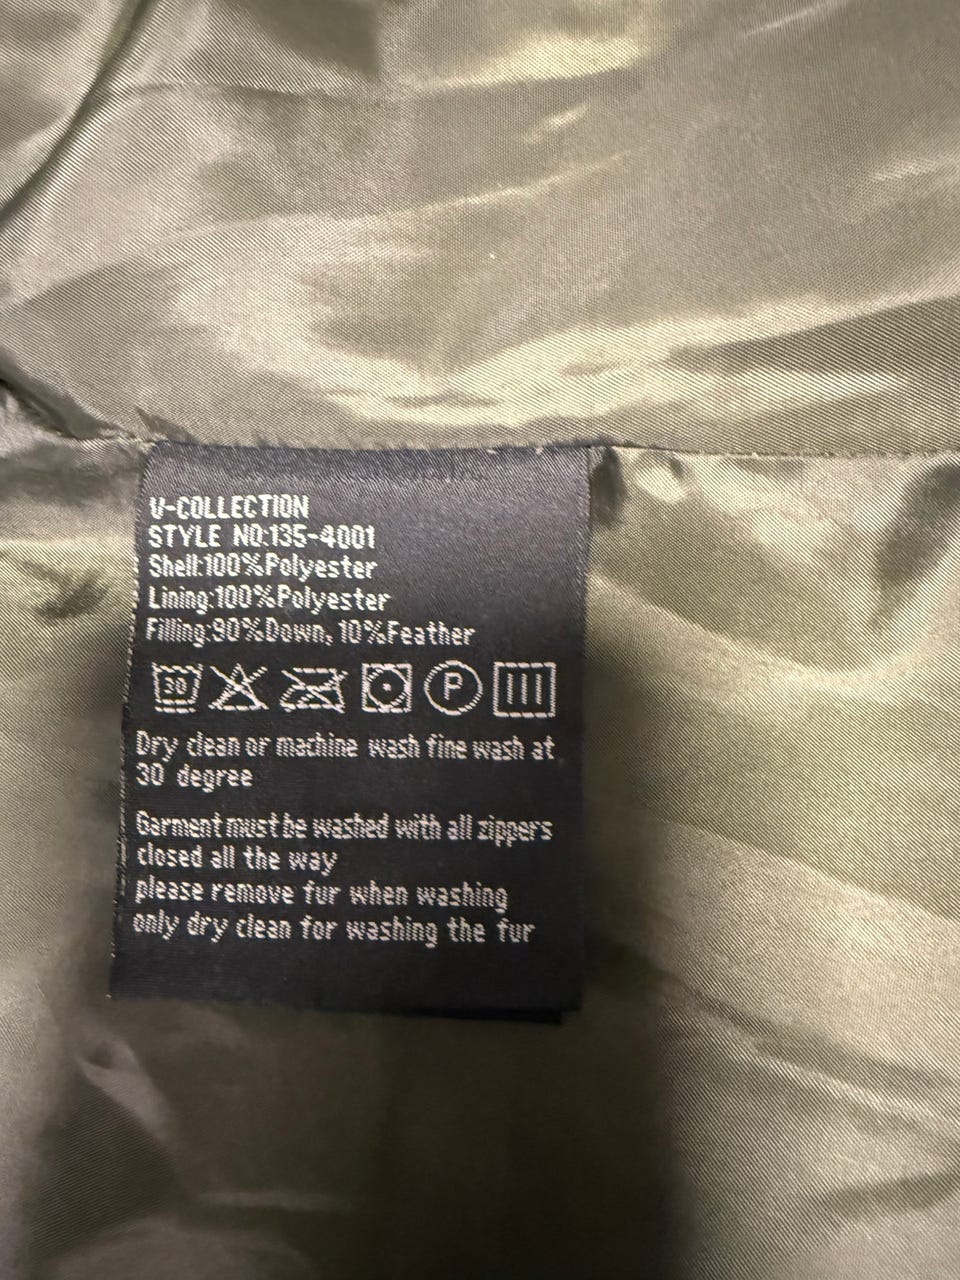 V-COLLECTION
STYLE NO:135-4001
Shell:100%Polyester
Lining:100%Polyester
Filling:90%Down, 10%Feather
30 P
Dry clean or machine wash fine wash at
30 degree
Garment must be washed with all zippers
closed all the way
please remove fur when washing
only dry clean for washing the fur